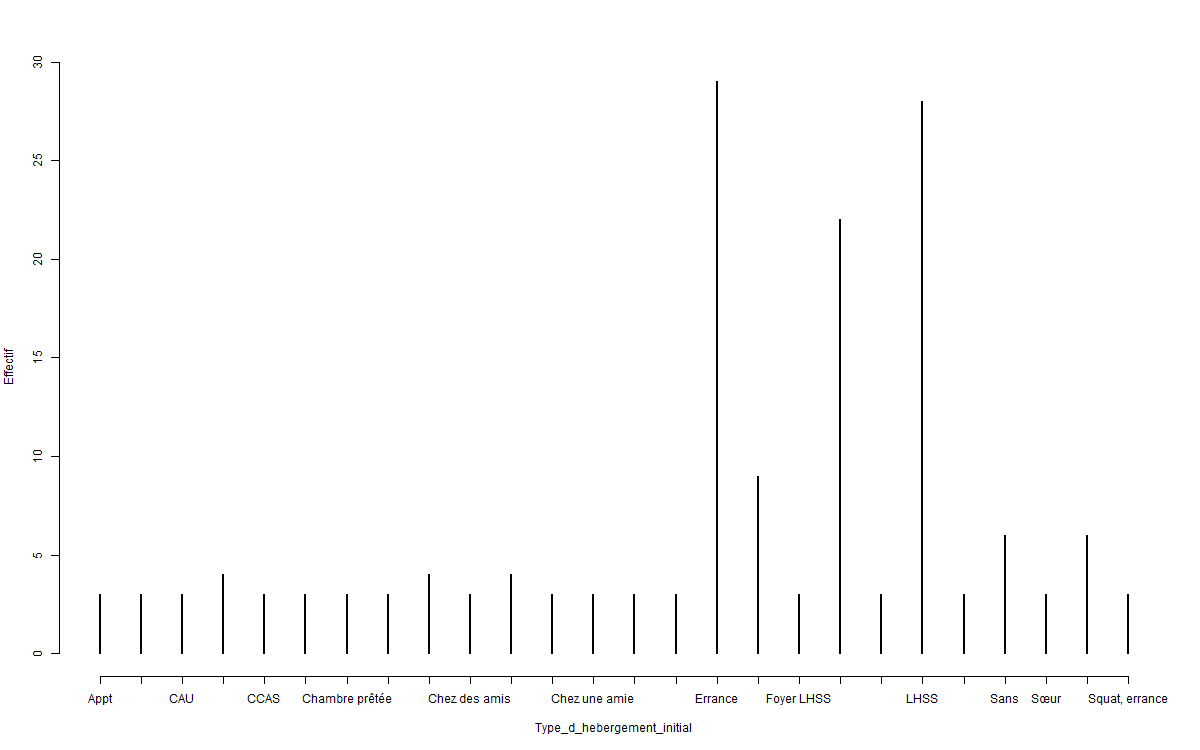 30
25
20
15
10
5
0
Effectif
Appt CAU CCAS Chambre prêtée Chez des amis Chez une amie Errance Foyer LHSS LHSS Sans Sœur Squat, errance
Type_d_hebergement_initial